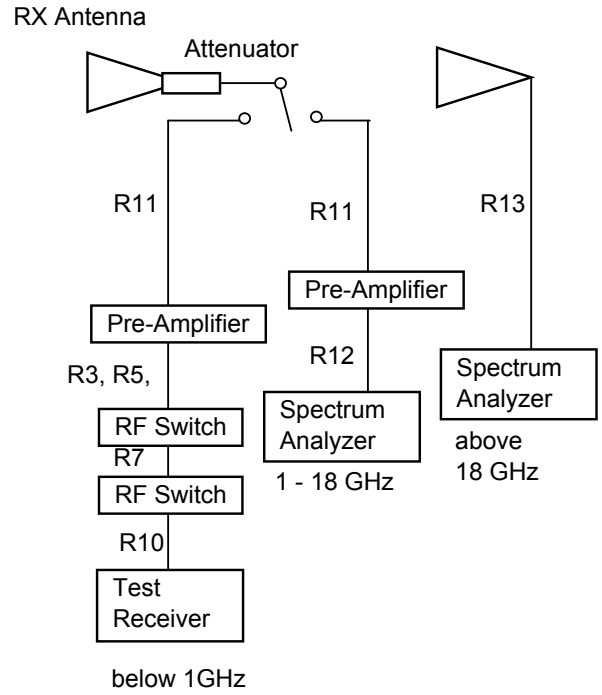 RX Antenna
Attenuator
R11
R11
R13
Pre-Amplifier
Pre-Amplifier
R3, R5,
R12
RF Switch
R7
RF Switch
R10
Test
Receiver
below 1GHz
Spectrum
Analyzer
1 - 18 GHz
Spectrum
Analyzer
above
18 GHz